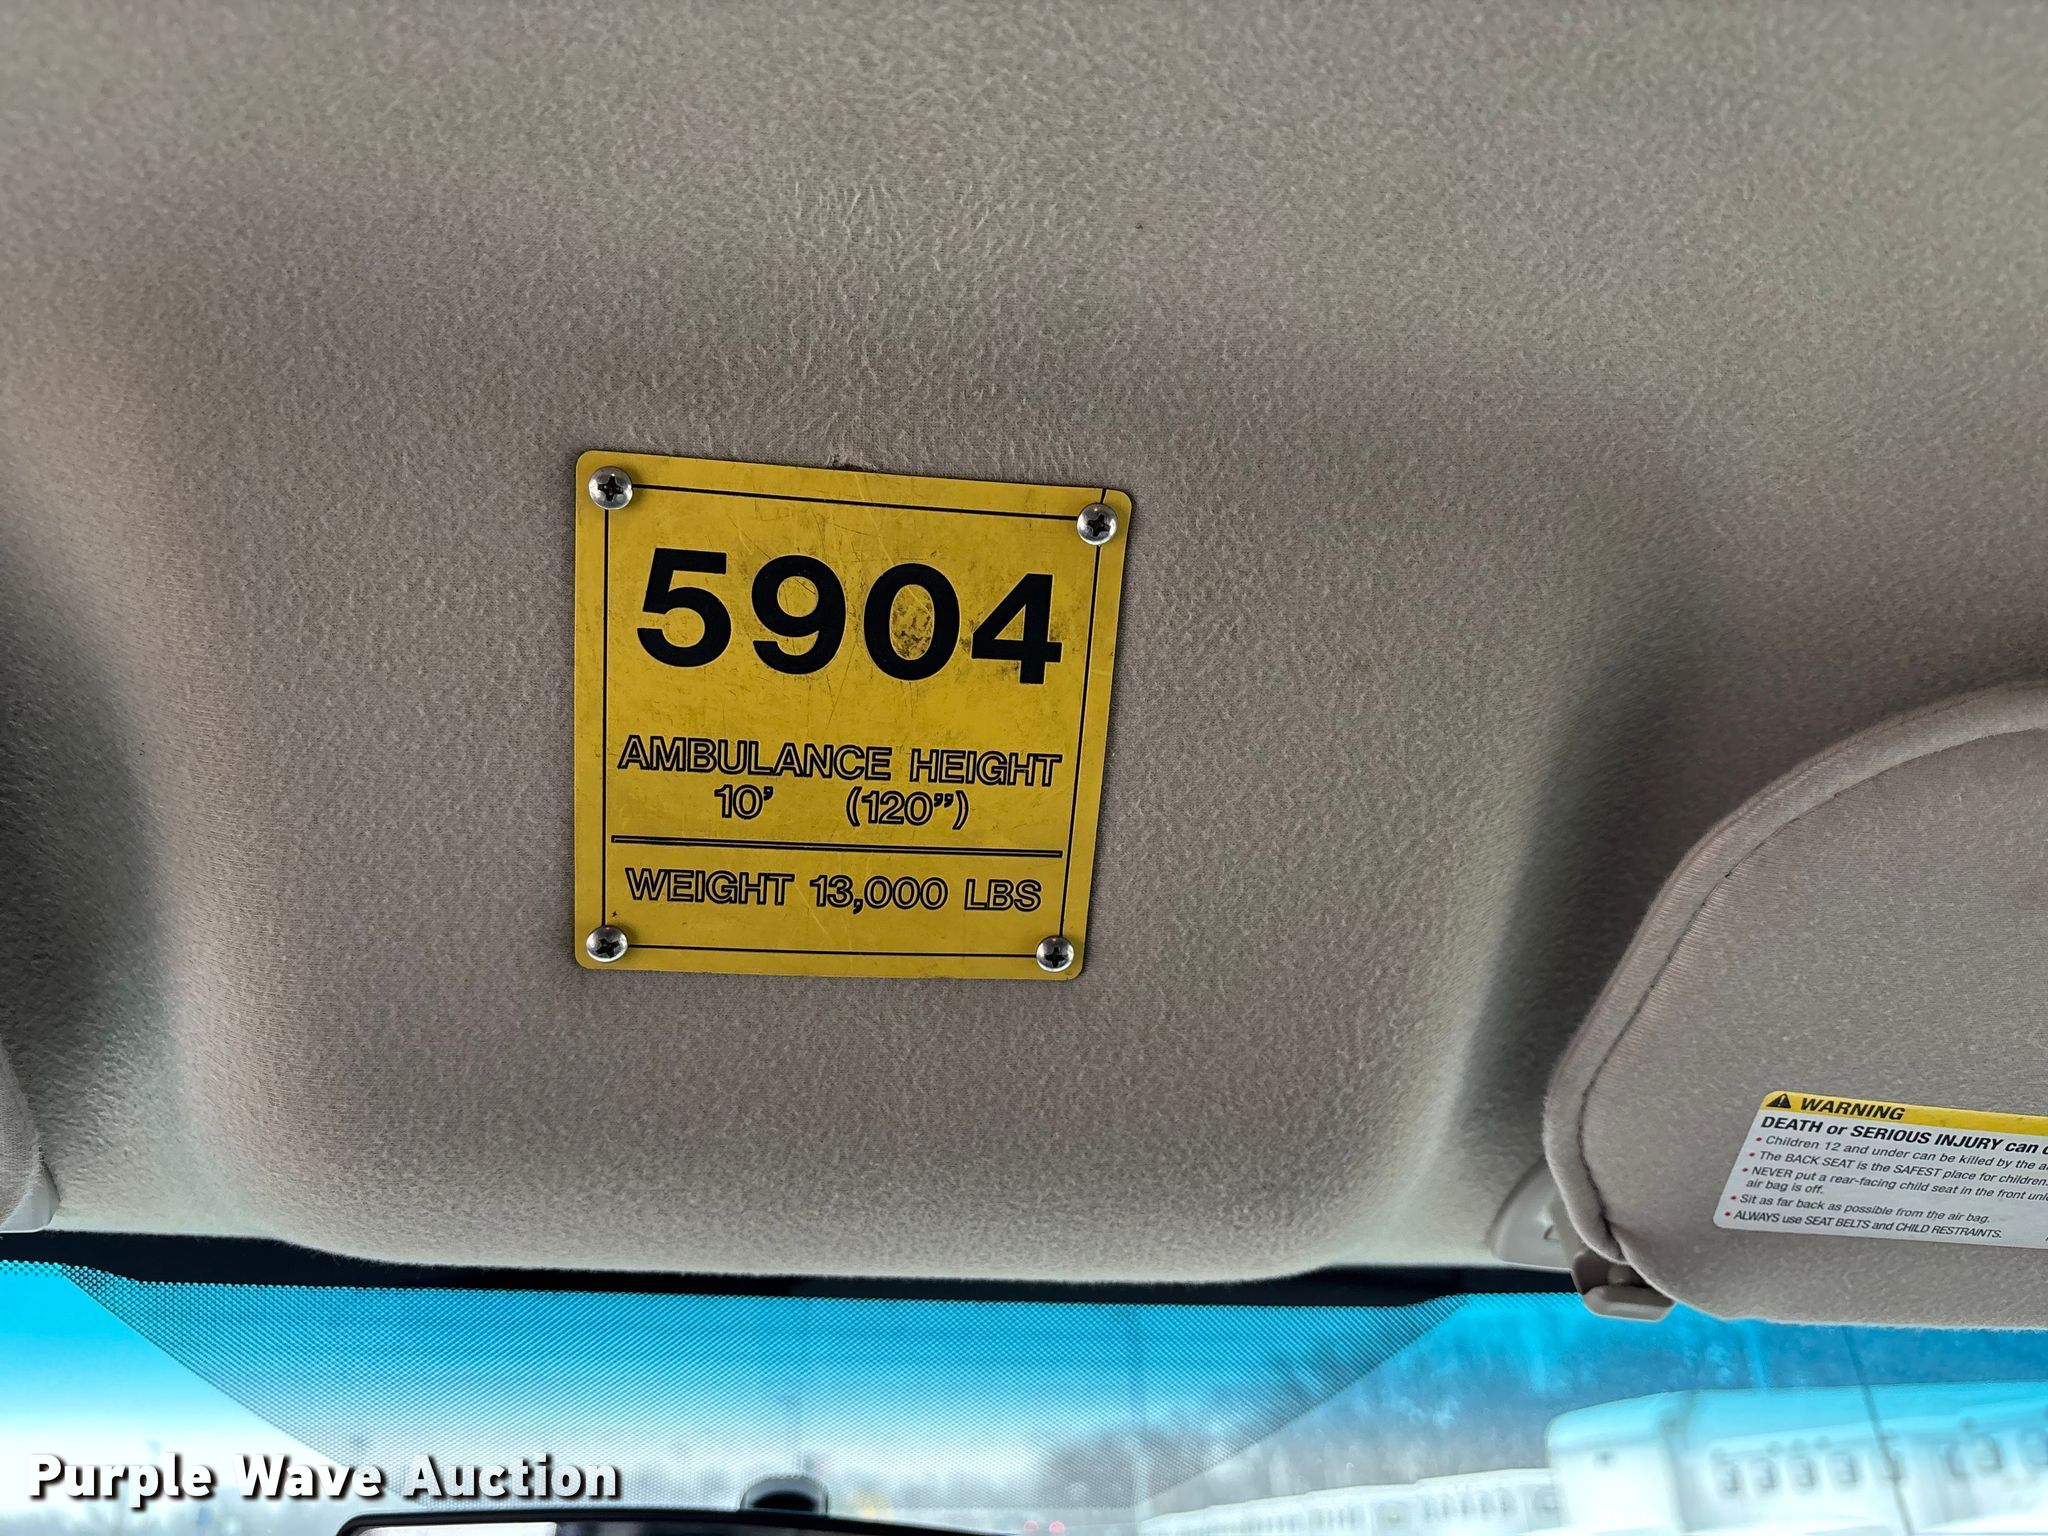 5904
AMBULANCE HEIGHT
10' (120")
WEIGHT 13,000 LBS
WARNING
DEATH or SERIOUS INJURY can
• Children 12 and under can be killed by the
• The BACK SEAT is the SAFEST place for children.
• NEVER put a rear-facing child seat in the front
air bag is off.
• Sit as far back as possible from the air bag.
• ALWAYS use SEAT BELTS and CHILD RESTRAINTS.
Purple Wave Auction